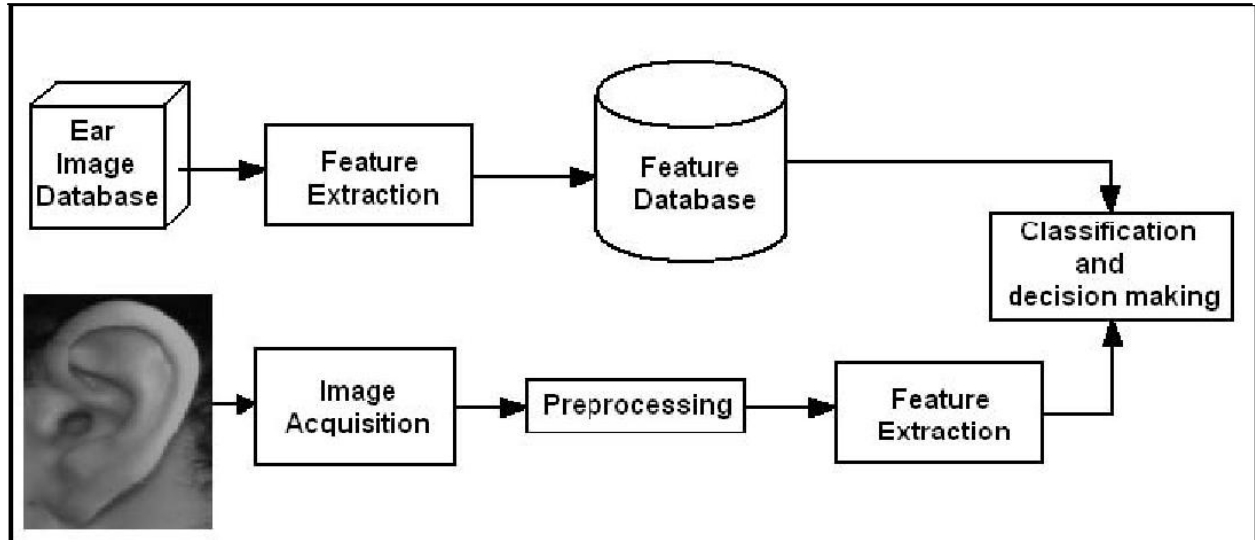 Ear
Image
Database
Feature
Extraction
Feature
Database
Classification
and
decision making
Image
Acquisition
Preprocessing
Feature
Extraction